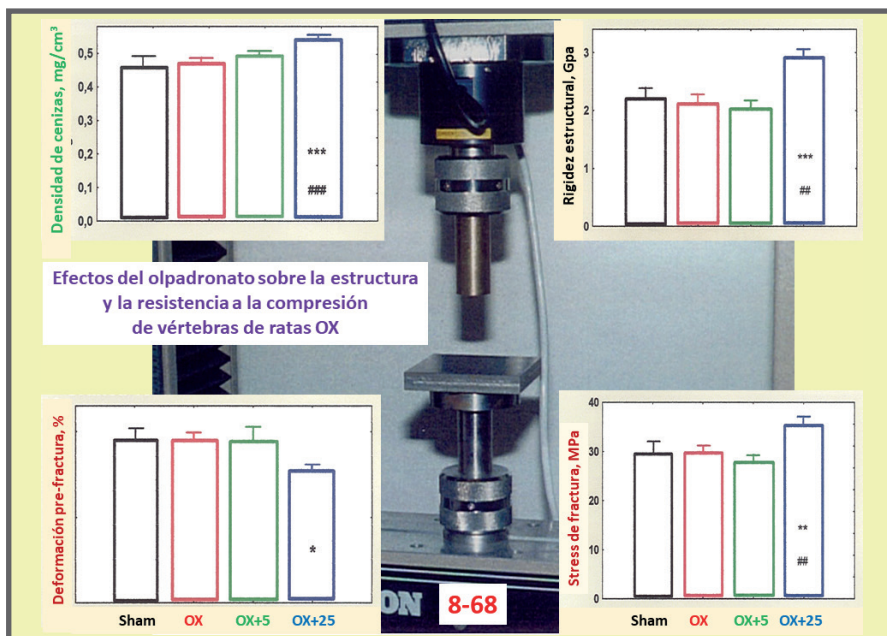 Densidad de cenizas, mg/cm³
0,5
0,4
0,3
0,2
0,1
0,0
***
###
Rigidez estructural, Gpa
3
2
1
0
***
##
Efectos del olpadronato sobre la estructura
y la resistencia a la compresión
de vértebras de ratas OX
Deformación pre-fractura, %
*
Sham OX OX+5 OX+25
ON
8-68
Stress de fractura, MPa
40
30
20
10
0
**
##
Sham OX OX+5 OX+25